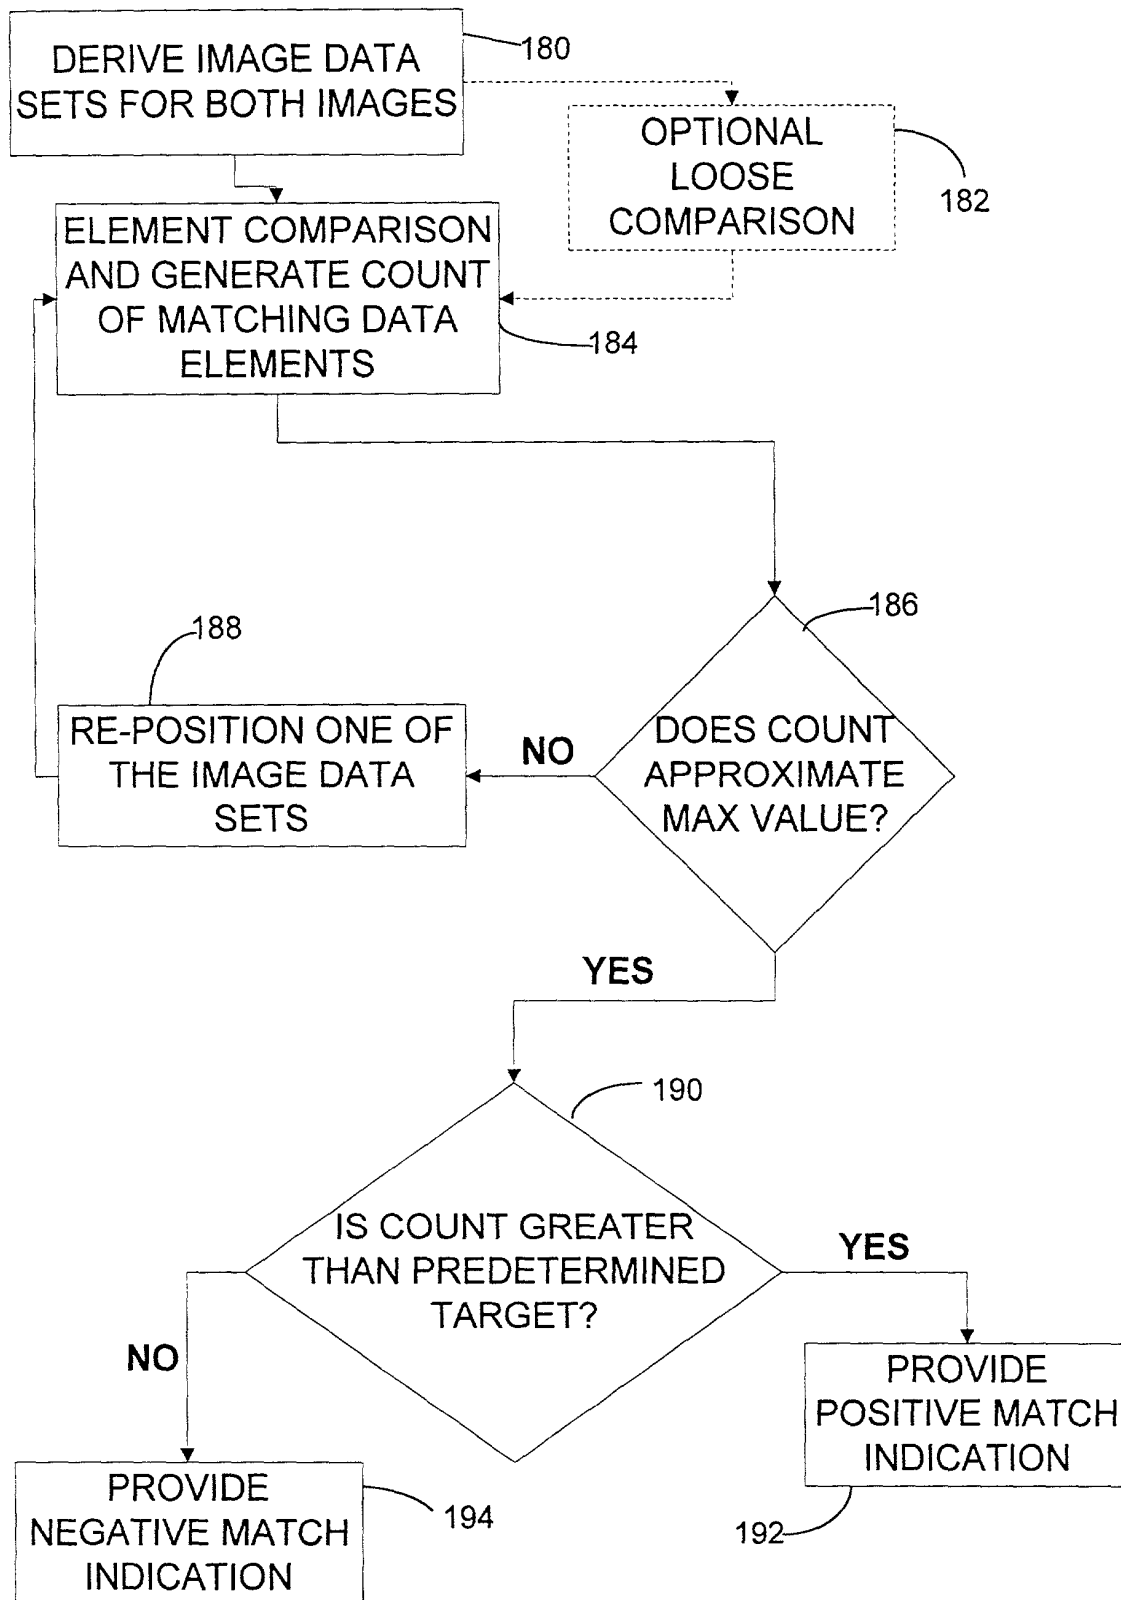 DERIVE IMAGE DATA
SETS FOR BOTH IMAGES
180
OPTIONAL
LOOSE
COMPARISON
182
ELEMENT COMPARISON
AND GENERATE COUNT
OF MATCHING DATA
ELEMENTS
184
186
188
RE-POSITION ONE OF
THE IMAGE DATA
SETS
NO
DOES COUNT
APPROXIMATE
MAX VALUE?
YES
190
IS COUNT GREATER
THAN PREDETERMINED
TARGET?
YES
NO
PROVIDE
POSITIVE MATCH
INDICATION
192
PROVIDE
NEGATIVE MATCH
INDICATION
194